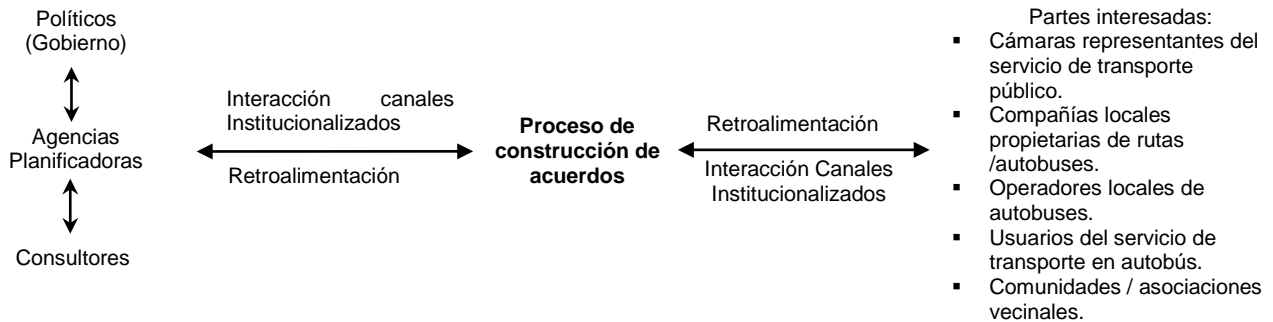 Políticos
(Gobierno)
Agencias
Planificadoras
Consultores
Interacción canales
Institucionalizados
Retroalimentación
Proceso de
construcción de
acuerdos
Retroalimentación
Interacción Canales
Institucionalizados
Partes interesadas:
▪ Cámaras representantes del
servicio de transporte
público.
▪ Compañías locales
propietarias de rutas
/autobuses.
▪ Operadores locales de
autobuses.
▪ Usuarios del servicio de
transporte en autobús.
▪ Comunidades / asociaciones
vecinales.